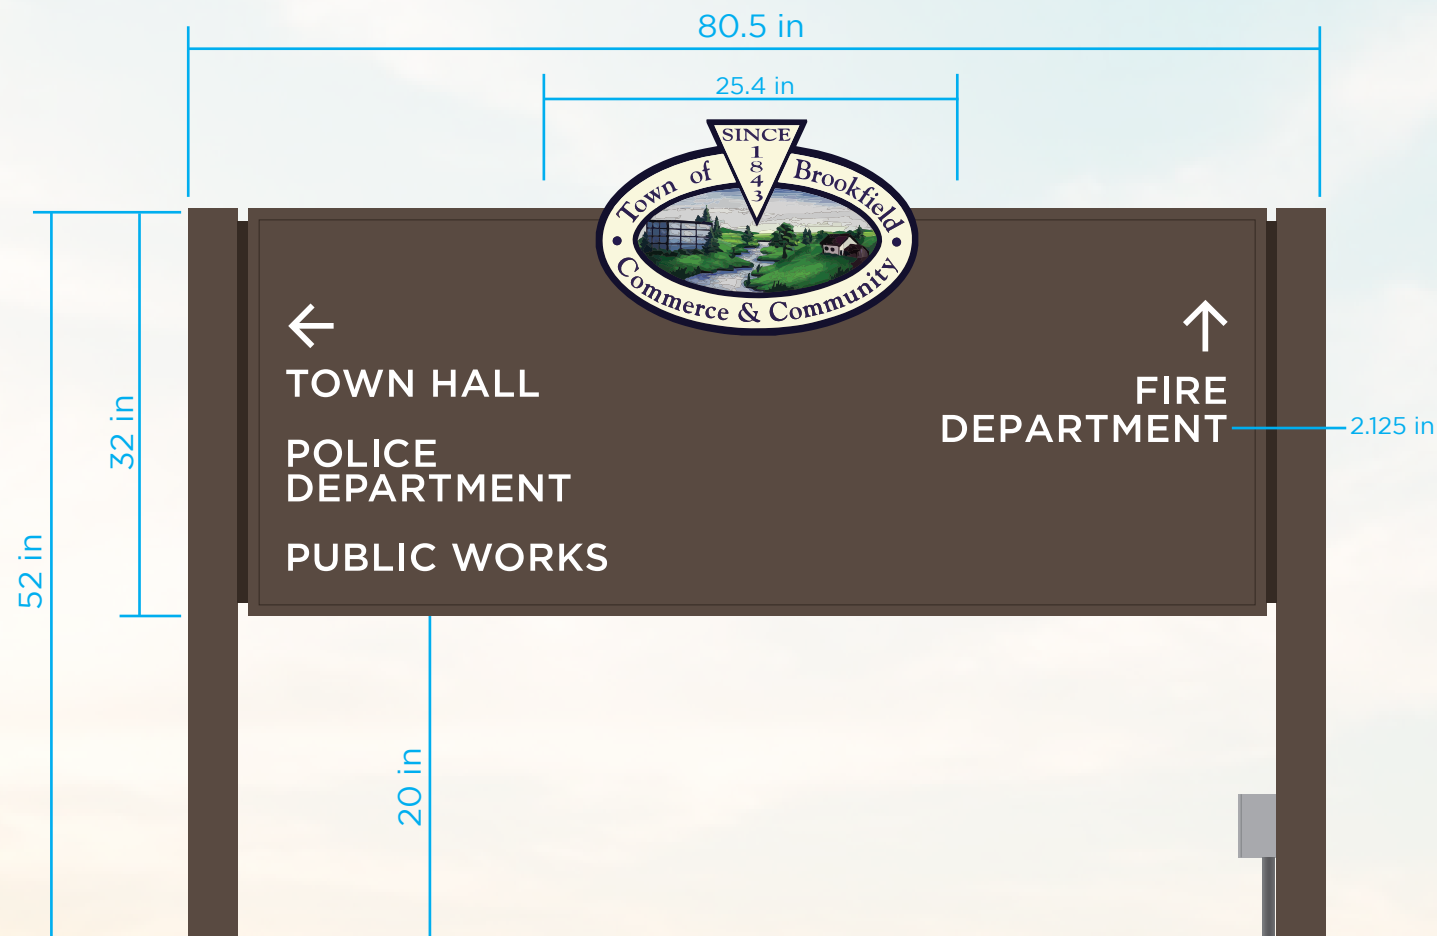 80.5 in
25.4 in
SINCE
1
8
4
3
Town of Brookfield
• Commerce & Community •
TOWN HALL
POLICE
DEPARTMENT
PUBLIC WORKS
FIRE
DEPARTMENT
2.125 in
32 in
52 in
20 in